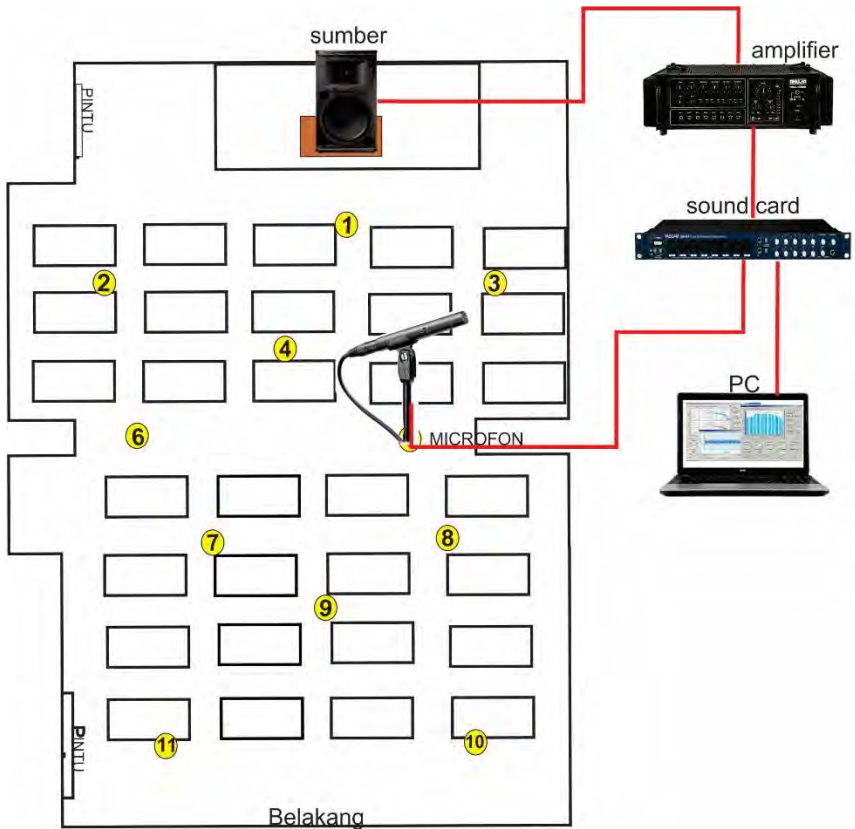 sumber
amplifier
PINTU
sound card
1
2
3
4
PC
6
MICROFON
7
8
9
11
10
PINTU
Belakang